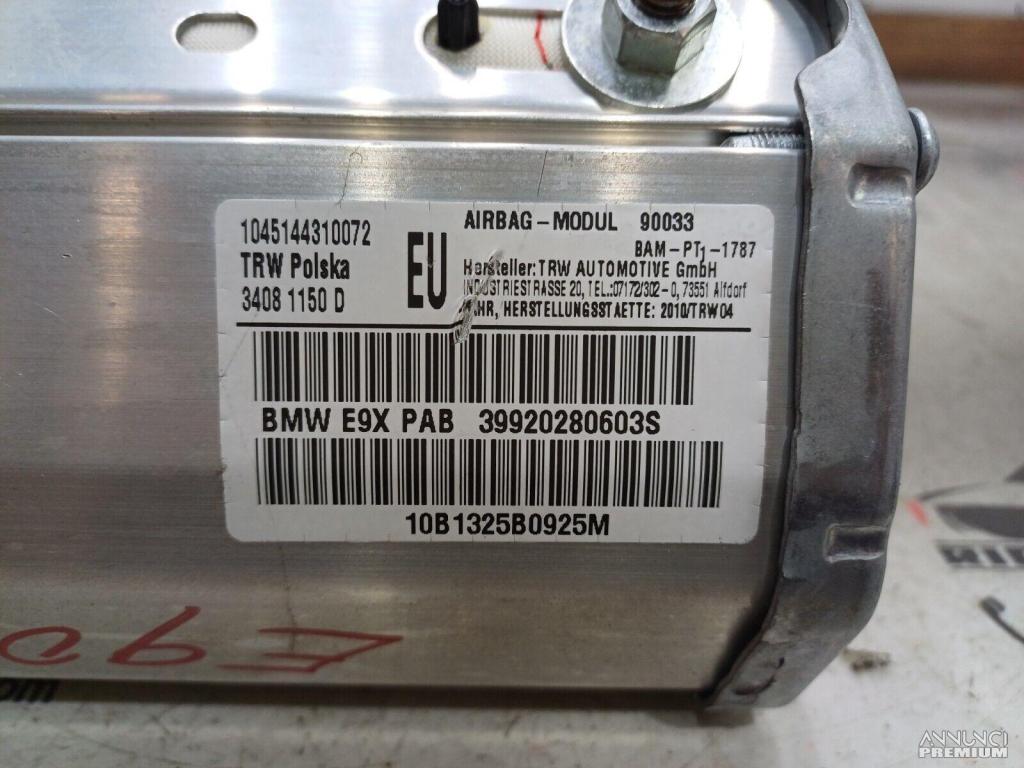 1045144310072
TRW Polska
3408 1150 D
EU
AIRBAG - MODUL 90033
BAM - PT1 - 1787
Hersteller: TRW AUTOMOTIVE GmbH
INDUSTRIESTRASSE 20, TEL.:07172/302-0, 73551 Alfdorf
JAHR, HERSTELLUNGSSTAETTE: 2010/TRW04
BMW E9X PAB 39920280603S
10B1325B0925M
E90
ANNUNCI
PREMIUM